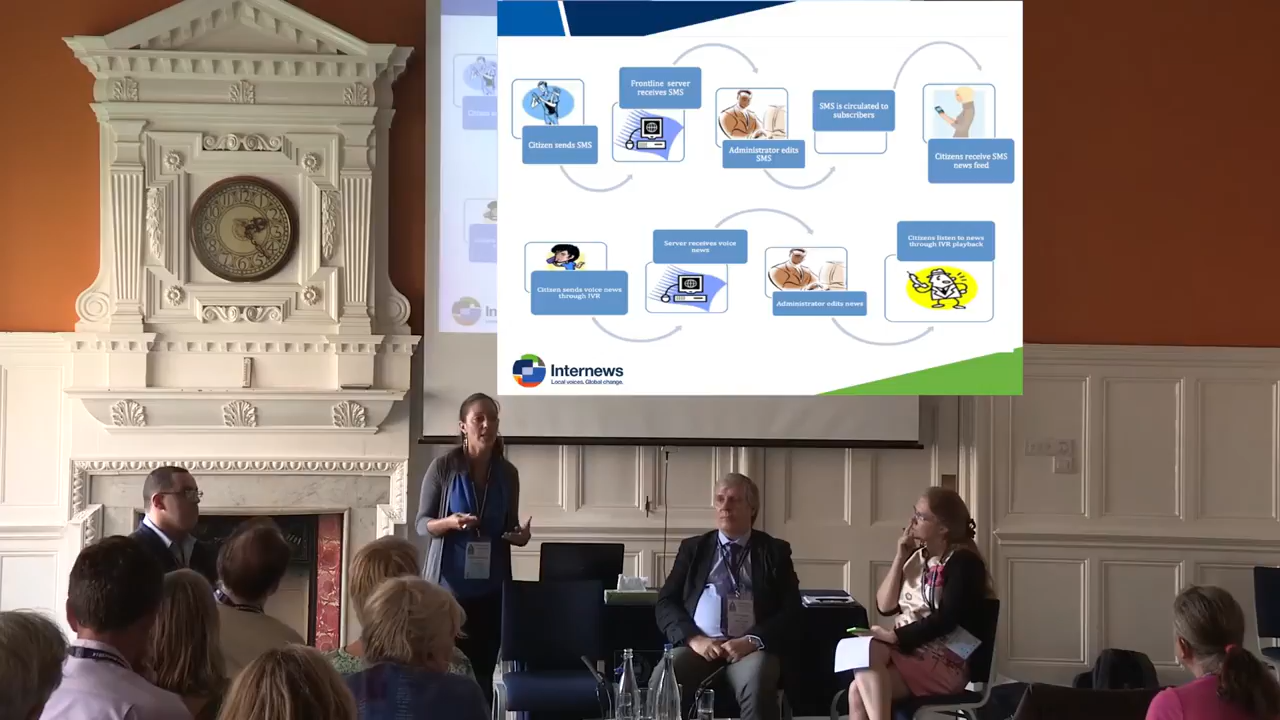 Citizen sends SMS
Frontline server
receives SMS
Administrator edits
SMS
SMS is circulated to
subscribers
Citizens receive SMS
news feed
Citizen sends voice news
through IVR
Server receives voice
news
Administrator edits news
Citizens listen to news
through IVR playback
Internews
Local voices. Global change.